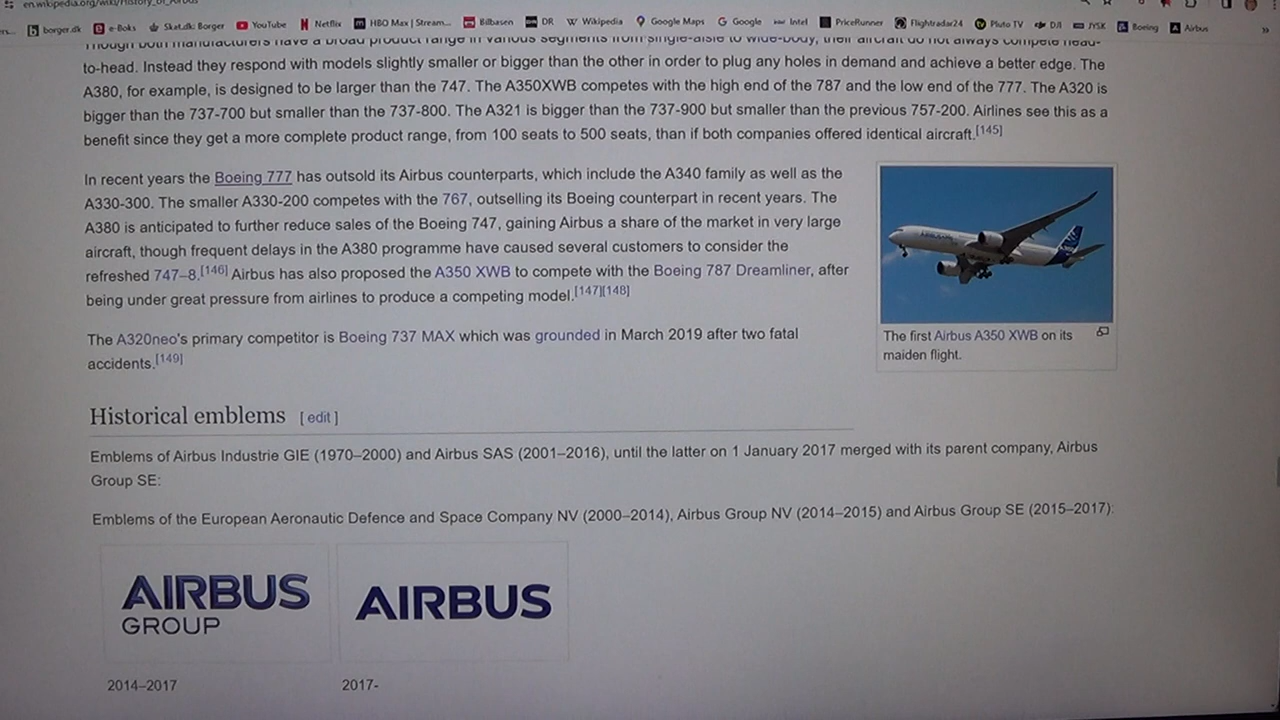 en.wikipedia.org/wiki/History_of_Airbus
borger.dk e-Boks Skat.dk: Borger YouTube Netflix HBO Max | Stream... Bilbasen DR Wikipedia Google Maps Google Intel PriceRunner Flightradar24 Pluto TV DJI JYSK Boeing Airbus »
Though both manufacturers have a broad product range in various segments from single-aisle to wide-body, their aircraft do not always compete head-
to-head. Instead they respond with models slightly smaller or bigger than the other in order to plug any holes in demand and achieve a better edge. The
A380, for example, is designed to be larger than the 747. The A350XWB competes with the high end of the 787 and the low end of the 777. The A320 is
bigger than the 737-700 but smaller than the 737-800. The A321 is bigger than the 737-900 but smaller than the previous 757-200. Airlines see this as a
benefit since they get a more complete product range, from 100 seats to 500 seats, than if both companies offered identical aircraft.[145]
In recent years the Boeing 777 has outsold its Airbus counterparts, which include the A340 family as well as the
A330-300. The smaller A330-200 competes with the 767, outselling its Boeing counterpart in recent years. The
A380 is anticipated to further reduce sales of the Boeing 747, gaining Airbus a share of the market in very large
aircraft, though frequent delays in the A380 programme have caused several customers to consider the
refreshed 747–8.[146] Airbus has also proposed the A350 XWB to compete with the Boeing 787 Dreamliner, after
being under great pressure from airlines to produce a competing model.[147][148]
The first Airbus A350 XWB on its
maiden flight.
The A320neo's primary competitor is Boeing 737 MAX which was grounded in March 2019 after two fatal
accidents.[149]
Historical emblems [ edit ]
Emblems of Airbus Industrie GIE (1970–2000) and Airbus SAS (2001–2016), until the latter on 1 January 2017 merged with its parent company, Airbus
Group SE:
Emblems of the European Aeronautic Defence and Space Company NV (2000–2014), Airbus Group NV (2014–2015) and Airbus Group SE (2015–2017):
AIRBUS
GROUP
AIRBUS
2014–2017
2017-